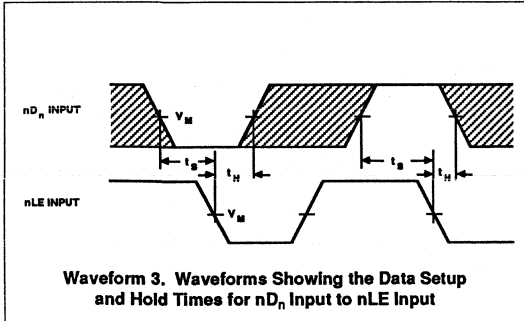 nDn INPUT
VM
ts
tH
ts
tH
nLE INPUT
VM
Waveform 3. Waveforms Showing the Data Setup
and Hold Times for nDn Input to nLE Input